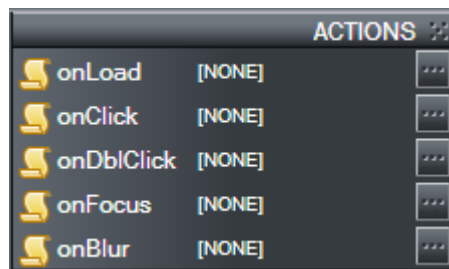 ACTIONS
onLoad [NONE]
onClick [NONE]
onDblClick [NONE]
onFocus [NONE]
onBlur [NONE]